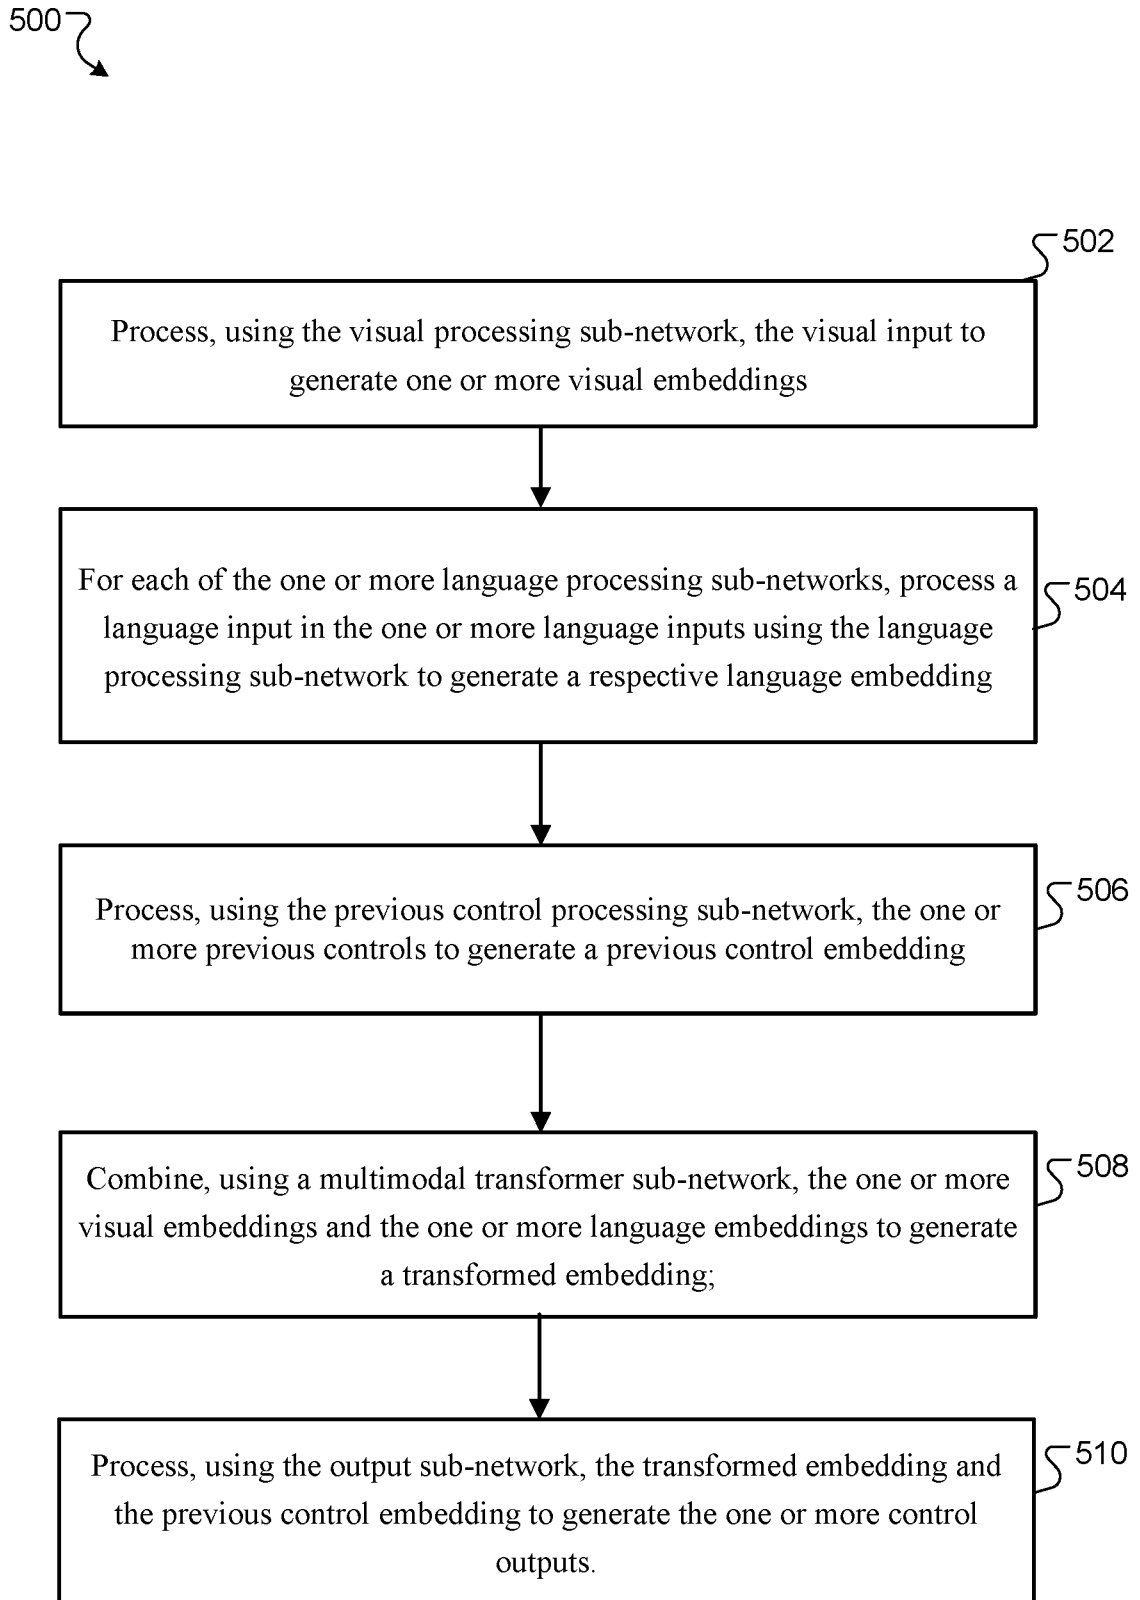 500
502
Process, using the visual processing sub-network, the visual input to
generate one or more visual embeddings
For each of the one or more language processing sub-networks, process a
504
language input in the one or more language inputs using the language
processing sub-network to generate a respective language embedding
506
Process, using the previous control processing sub-network, the one or
more previous controls to generate a previous control embedding
508
Combine, using a multimodal transformer sub-network, the one or more
visual embeddings and the one or more language embeddings to generate
a transformed embedding;
510
Process, using the output sub-network, the transformed embedding and
the previous control embedding to generate the one or more control
outputs.